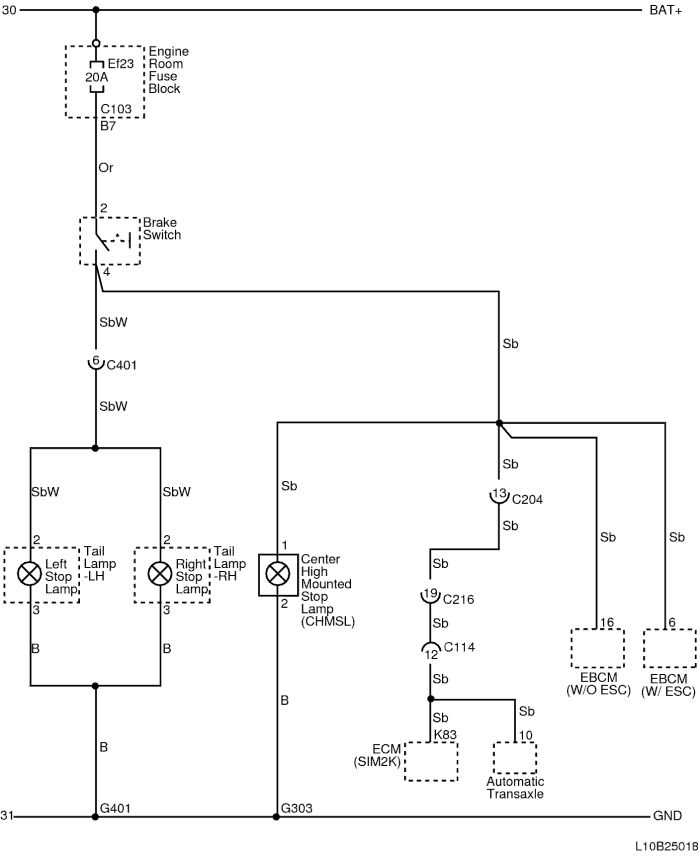 30
BAT+
Ef23
20A
Engine
Room
Fuse
Block
C103
B7
Or
2
Brake
Switch
4
SbW
Sb
6
C401
SbW
Sb
SbW
SbW
Sb
13
C204
Sb
Sb
Sb
2
Left
Stop
Lamp
3
Tail
Lamp
-LH
2
Right
Stop
Lamp
3
Tail
Lamp
-RH
1
2
Center
High
Mounted
Stop
Lamp
(CHMSL)
Sb
19
C216
Sb
12
C114
Sb
16
EBCM
(W/O ESC)
6
EBCM
(W/ ESC)
B
B
B
B
Sb
Sb
K83
ECM
(SIM2K)
10
Automatic
Transaxle
31
G401
G303
GND
L10B25018